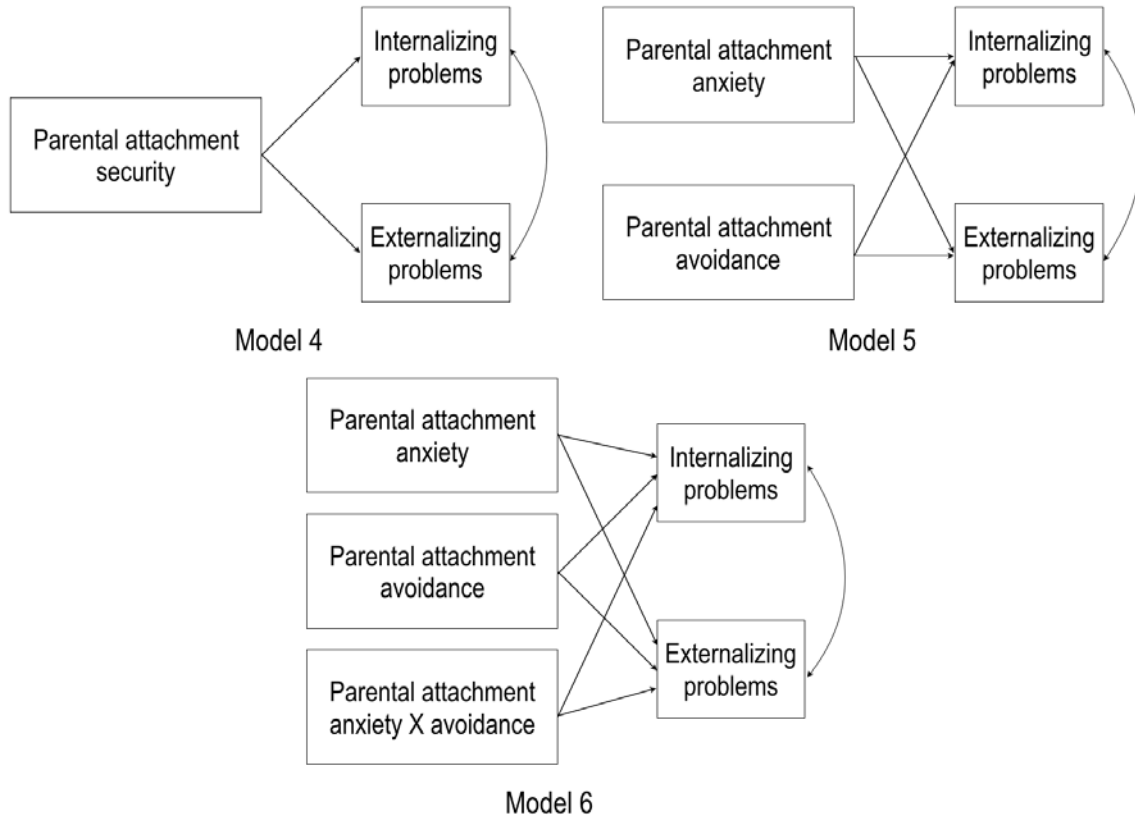 Parental attachment
security
Internalizing
problems
Externalizing
problems
Model 4
Parental attachment
anxiety
Parental attachment
avoidance
Internalizing
problems
Externalizing
problems
Model 5
Parental attachment
anxiety
Parental attachment
avoidance
Parental attachment
anxiety X avoidance
Internalizing
problems
Externalizing
problems
Model 6